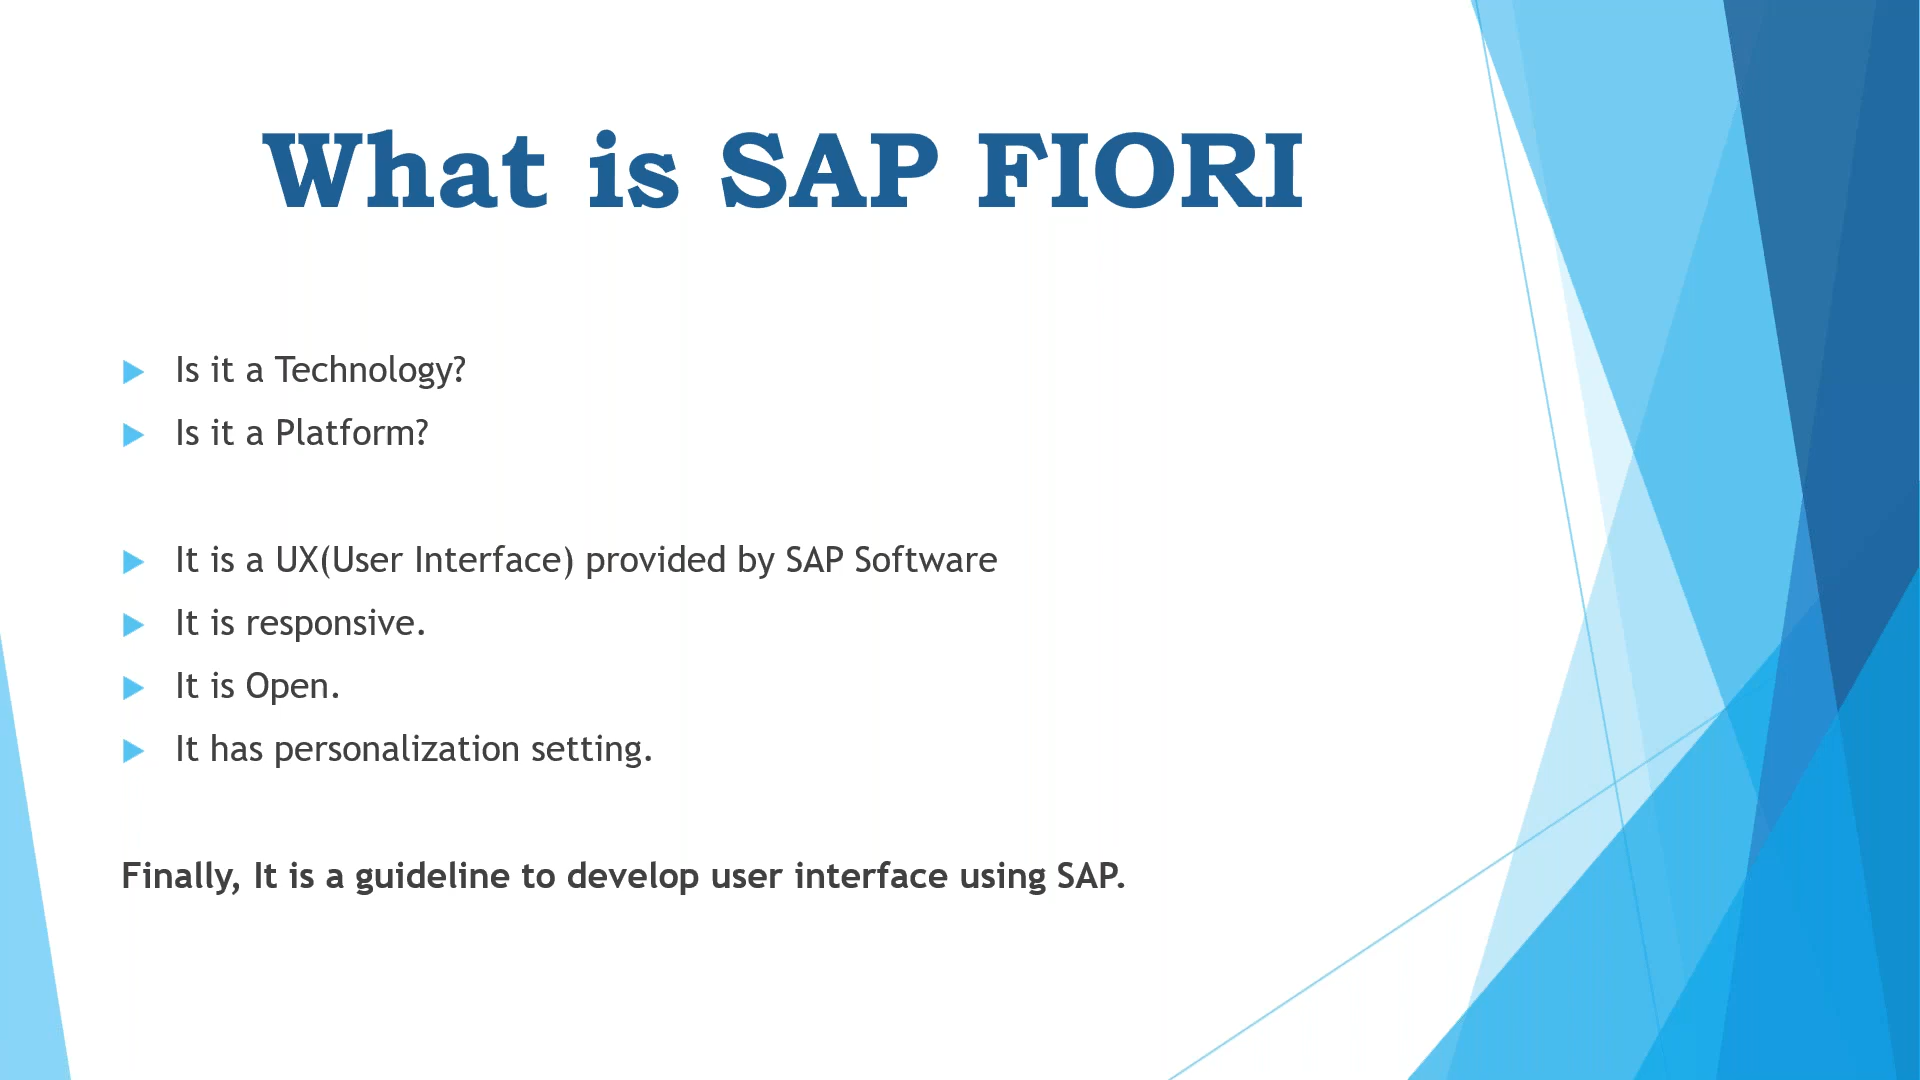 What is SAP FIORI
Is it a Technology?
Is it a Platform?
It is a UX(User Interface) provided by SAP Software
It is responsive.
It is Open.
It has personalization setting.
Finally, It is a guideline to develop user interface using SAP.